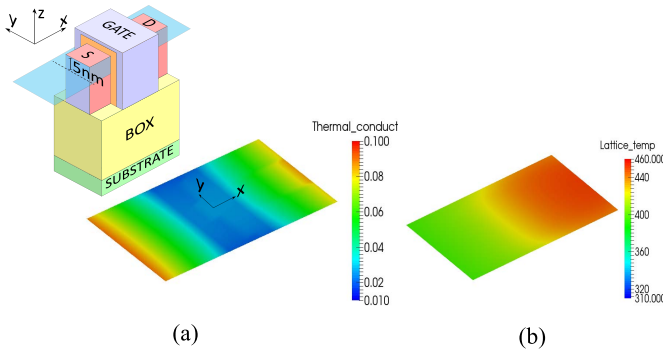 z
y
x
GATE
D
S
5nm
BOX
SUBSTRATE
Thermal_conduct
0.100
0.08
0.06
0.04
0.02
0.010
y
x
Lattice_temp
460.000
440
400
360
320
310.000
(a)
(b)